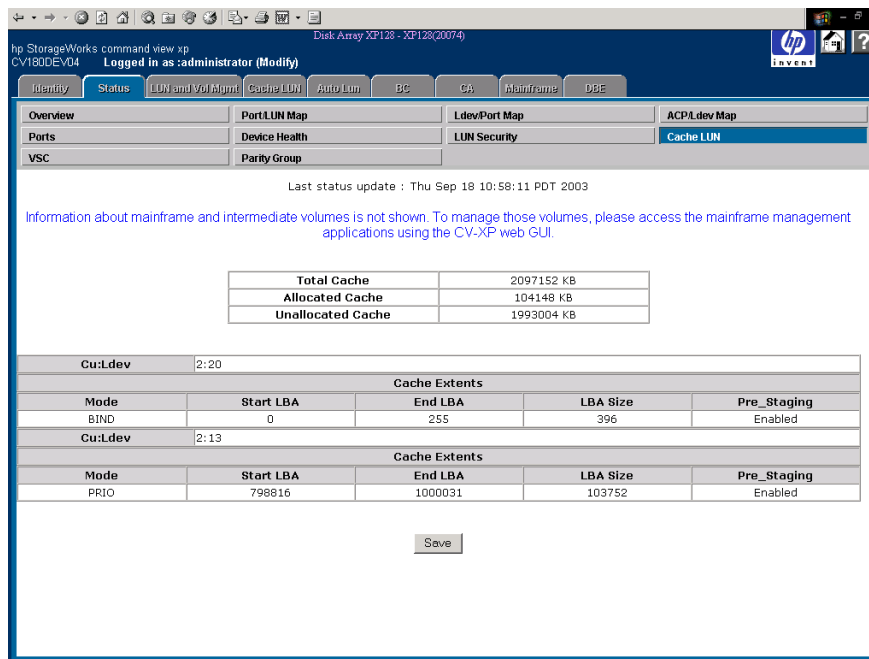 Disk Array XP128 - XP128(20074)
hp StorageWorks command view xp
CV180DEV04 Logged in as :administrator (Modify)
hp
invent
?
Identity Status LUN and Vol Mgmt Cache LUN Auto Lun BC CA Mainframe DBE
Overview Port/LUN Map Ldev/Port Map ACP/Ldev Map
Ports Device Health LUN Security Cache LUN
VSC Parity Group
Last status update : Thu Sep 18 10:58:11 PDT 2003
Information about mainframe and intermediate volumes is not shown. To manage those volumes, please access the mainframe management
applications using the CV-XP web GUI.
Total Cache 2097152 KB
Allocated Cache 104148 KB
Unallocated Cache 1993004 KB
Cu:Ldev 2:20
Cache Extents
Mode Start LBA End LBA LBA Size Pre_Staging
BIND 0 255 396 Enabled
Cu:Ldev 2:13
Cache Extents
Mode Start LBA End LBA LBA Size Pre_Staging
PRIO 798816 1000031 103752 Enabled
Save